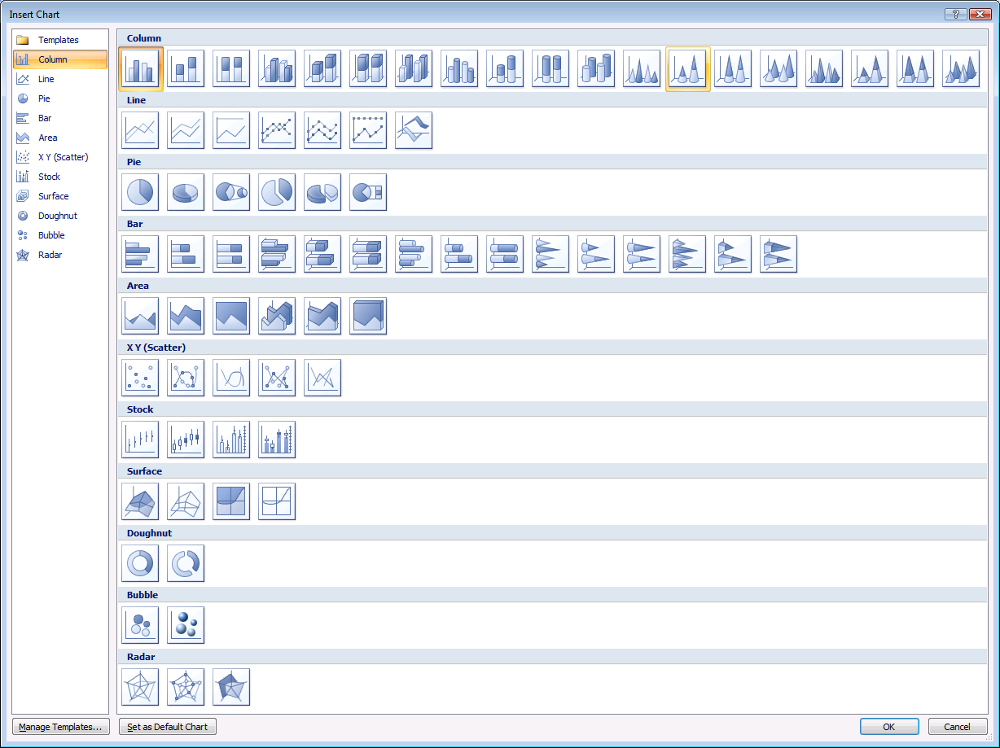 Insert Chart
Templates
Column
Line
Pie
Bar
Area
X Y (Scatter)
Stock
Surface
Doughnut
Bubble
Radar
Column
Line
Pie
Bar
Area
X Y (Scatter)
Stock
Surface
Doughnut
Bubble
Radar
Manage Templates...
Set as Default Chart
OK
Cancel